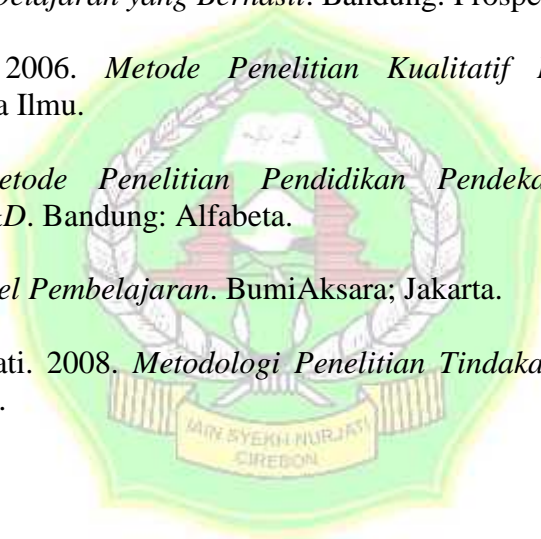 belajaran yang Berhasil. Bandung: Prospe
2006. Metode Penelitian Kualitatif
a Ilmu.
etode Penelitian Pendidikan Pendeka
D. Bandung: Alfabeta.
el Pembelajaran. BumiAksara; Jakarta.
ati. 2008. Metodologi Penelitian Tindaka
.
IAIN SYEKH NURJATI
CIREBON